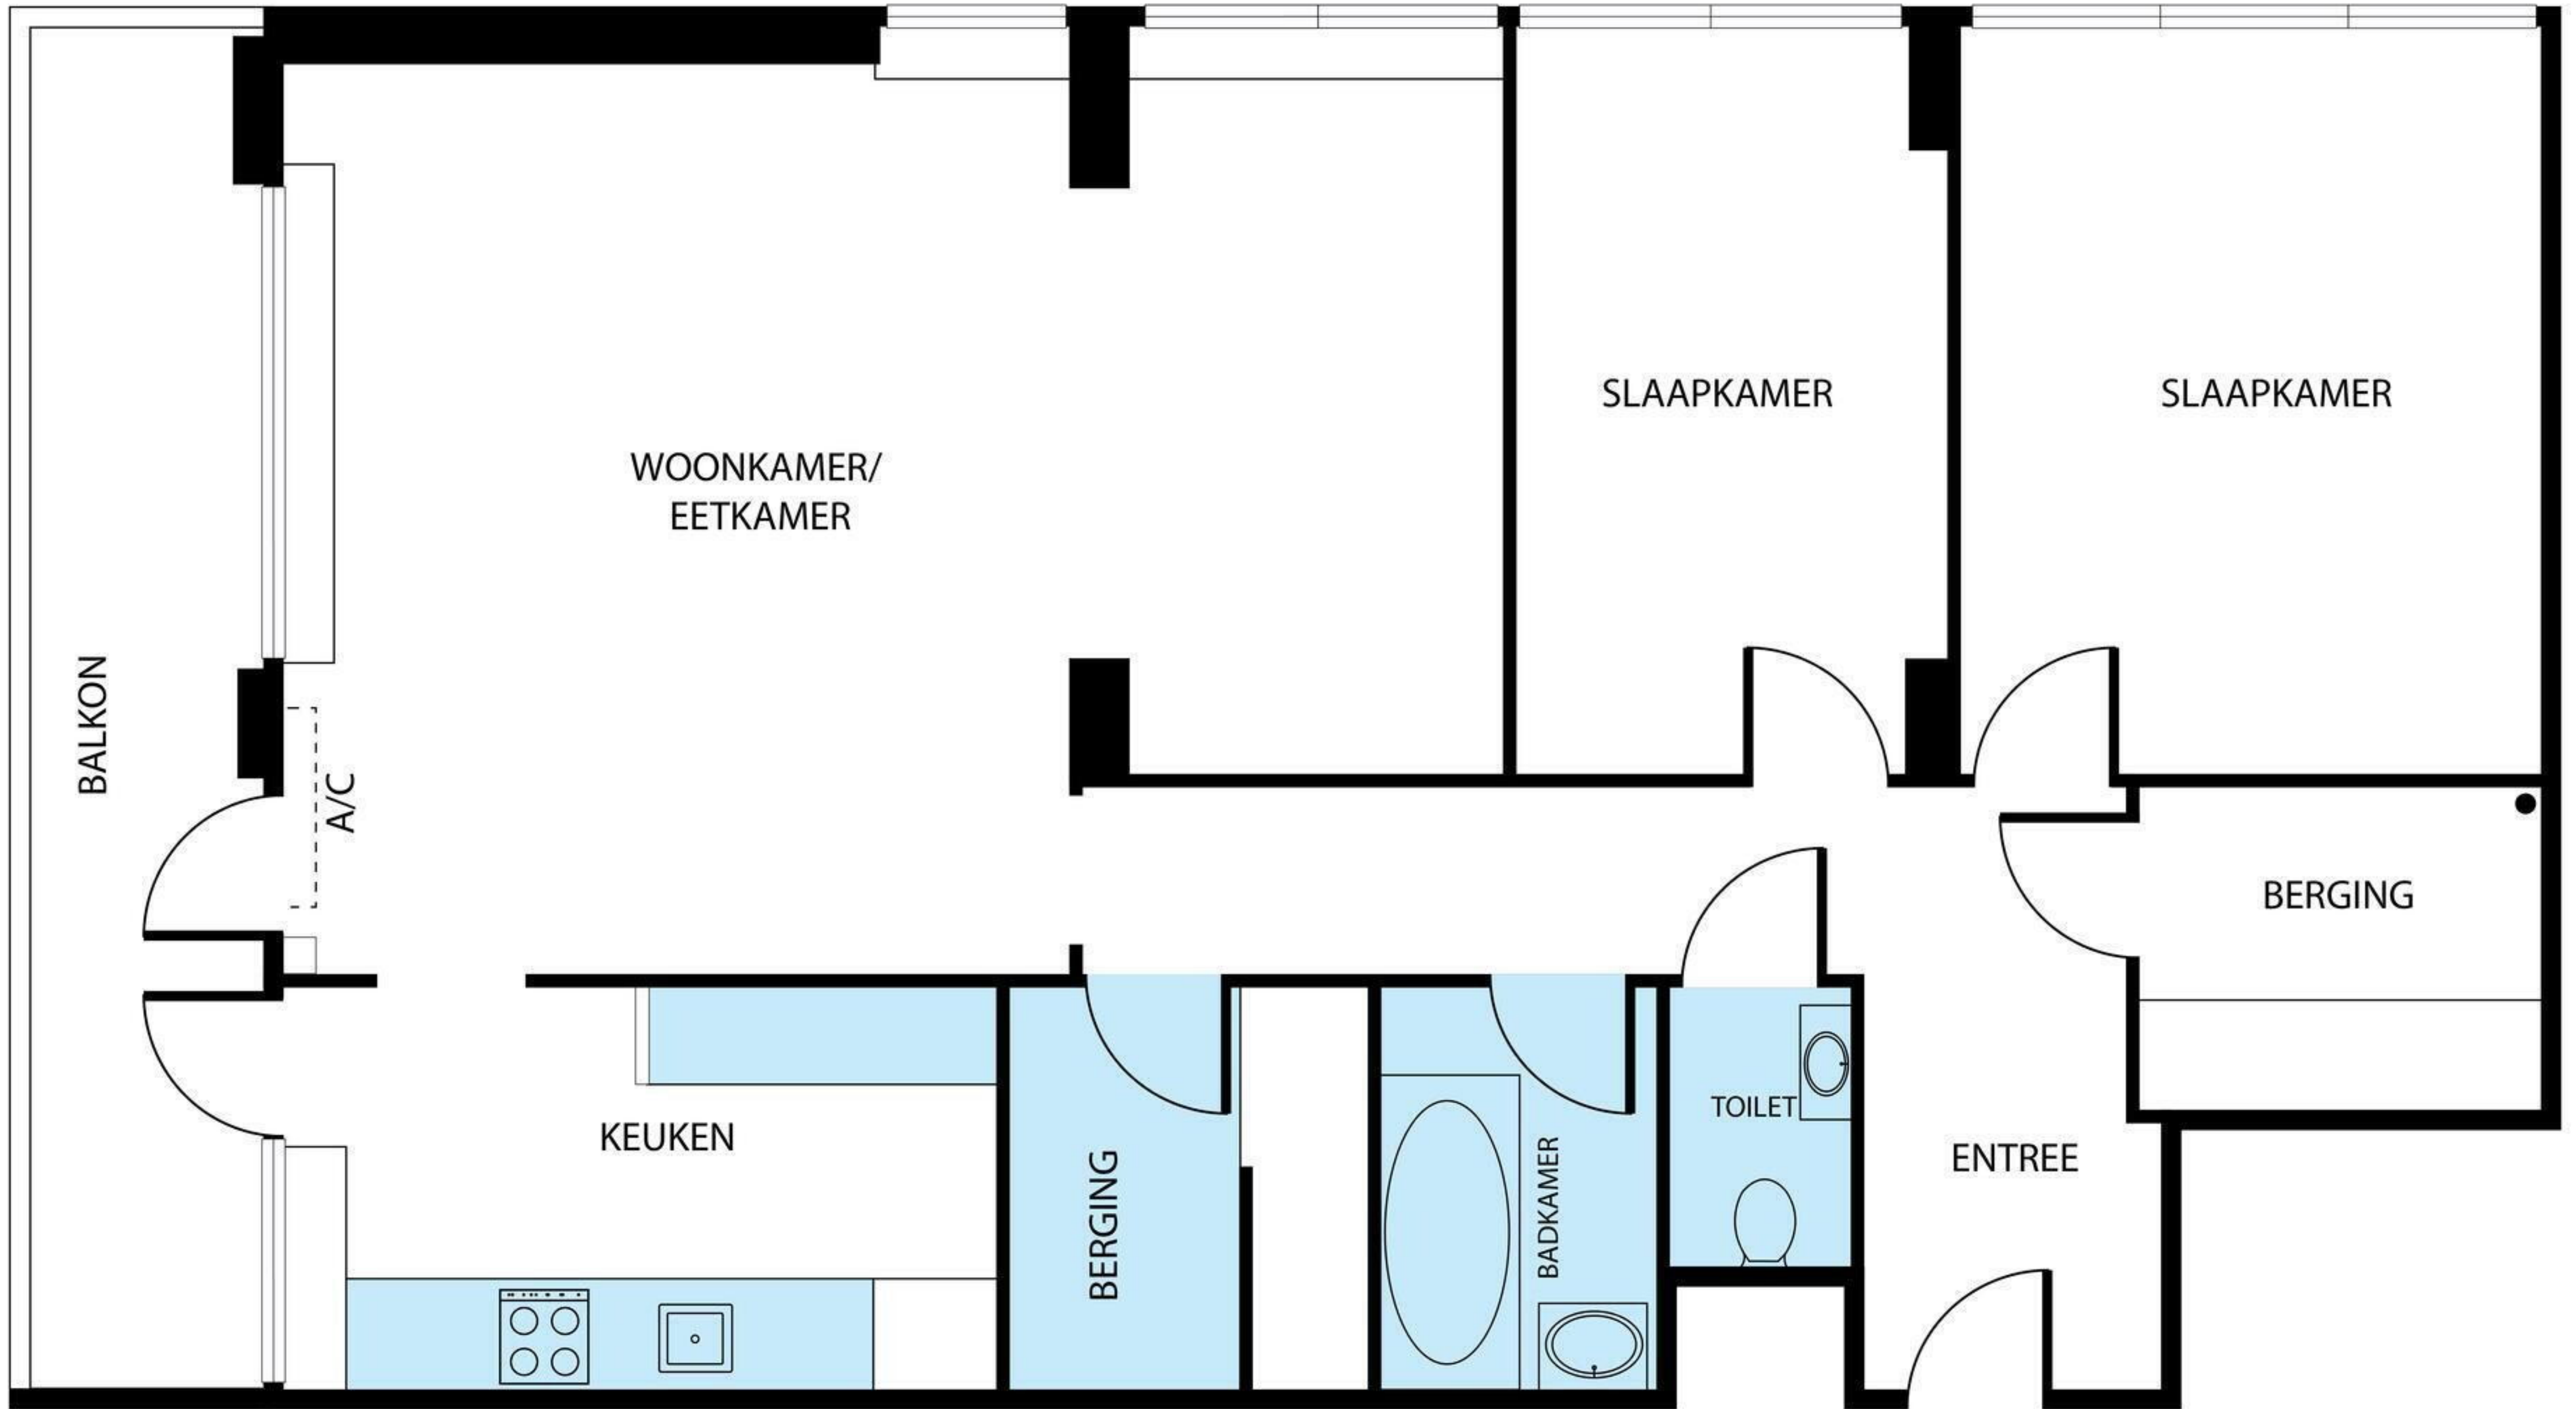 SLAAPKAMER
SLAAPKAMER
WOONKAMER/
EETKAMER
BALKON
A/C
BERGING
KEUKEN
BERGING
BADKAMER
TOILET
ENTREE